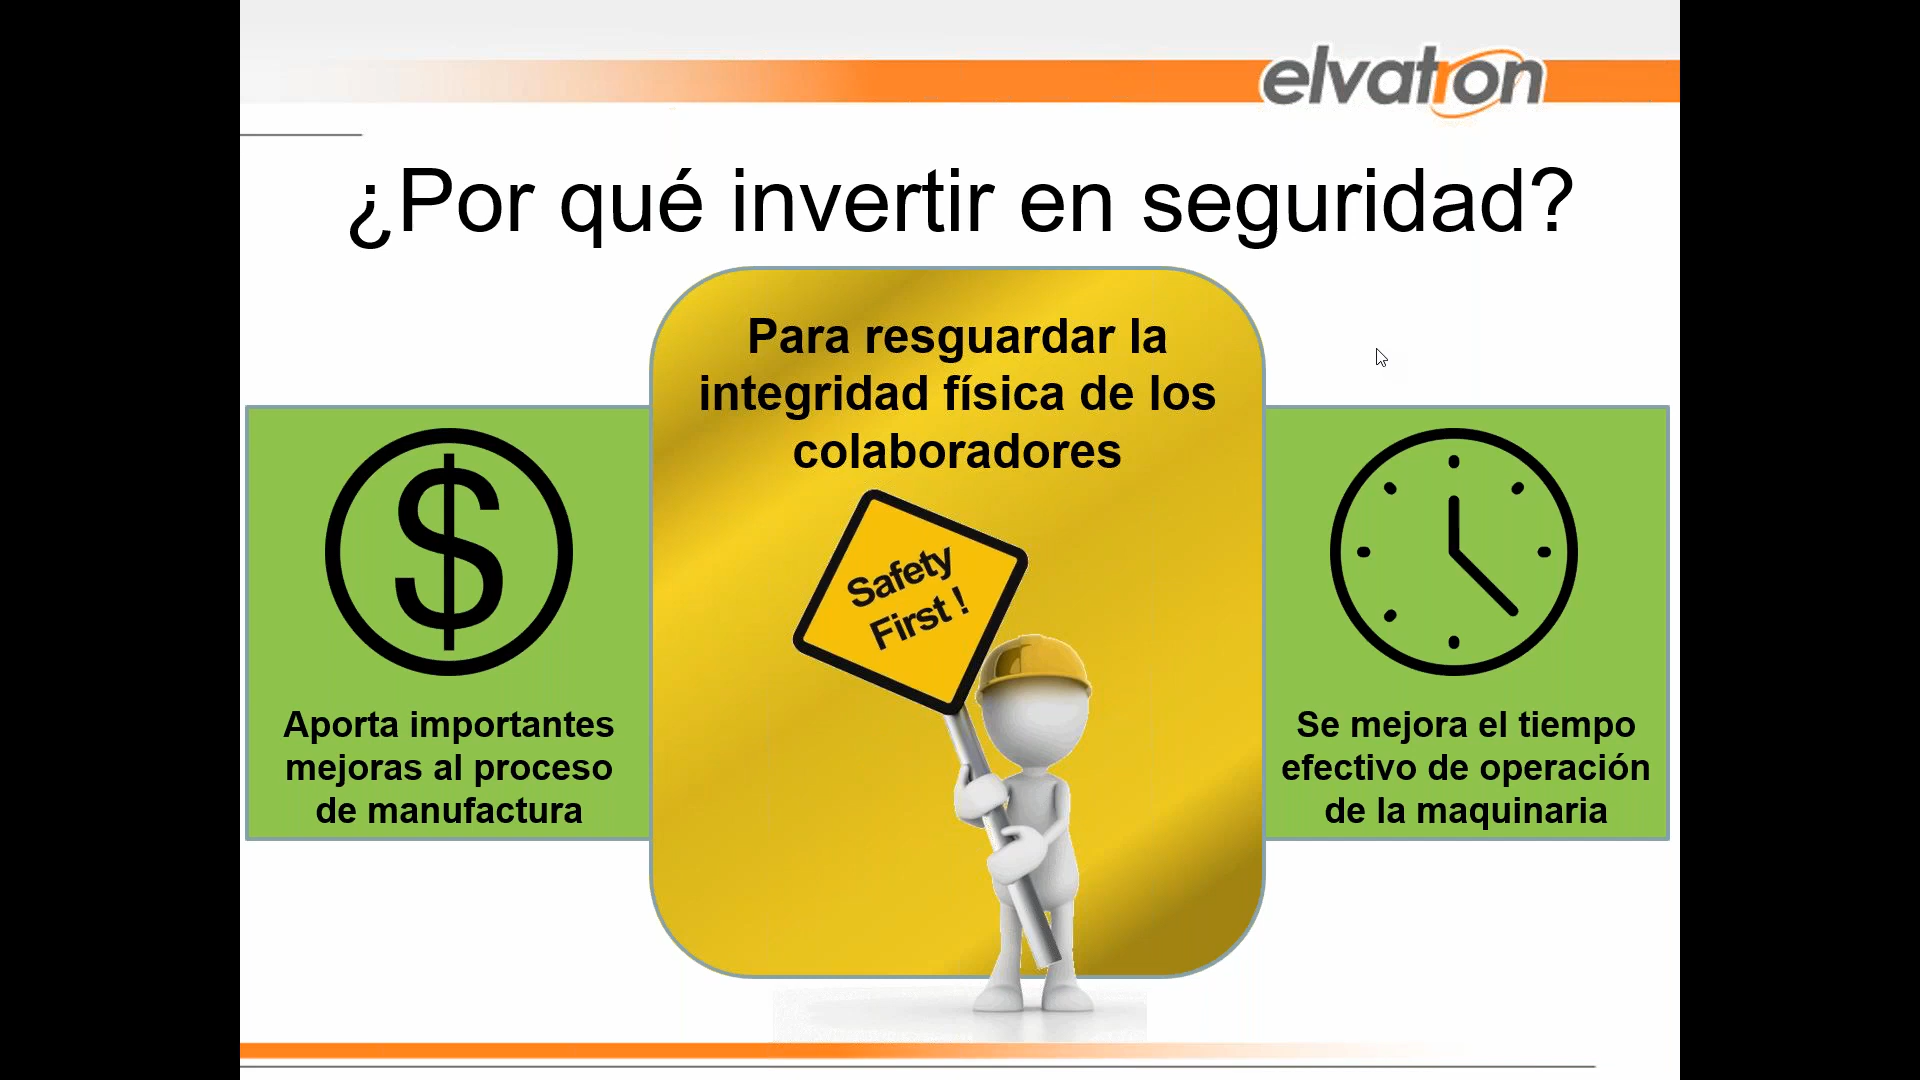 elvatron
¿Por qué invertir en seguridad?
Para resguardar la
integridad física de los
colaboradores
Safety
First !
Aporta importantes
mejoras al proceso
de manufactura
Se mejora el tiempo
efectivo de operación
de la maquinaria